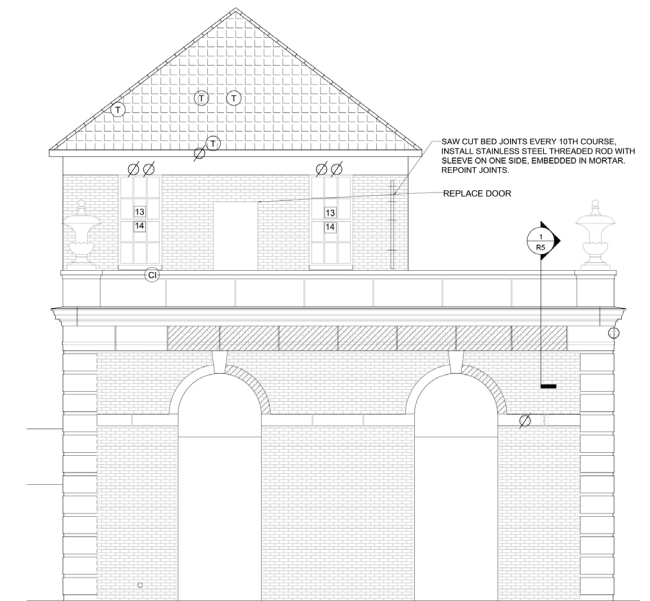 T
T
T
T
SAW CUT BED JOINTS EVERY 10TH COURSE,
INSTALL STAINLESS STEEL THREADED ROD WITH
SLEEVE ON ONE SIDE, EMBEDDED IN MORTAR.
REPOINT JOINTS.
REPLACE DOOR
13
14
13
14
1
R5
CI